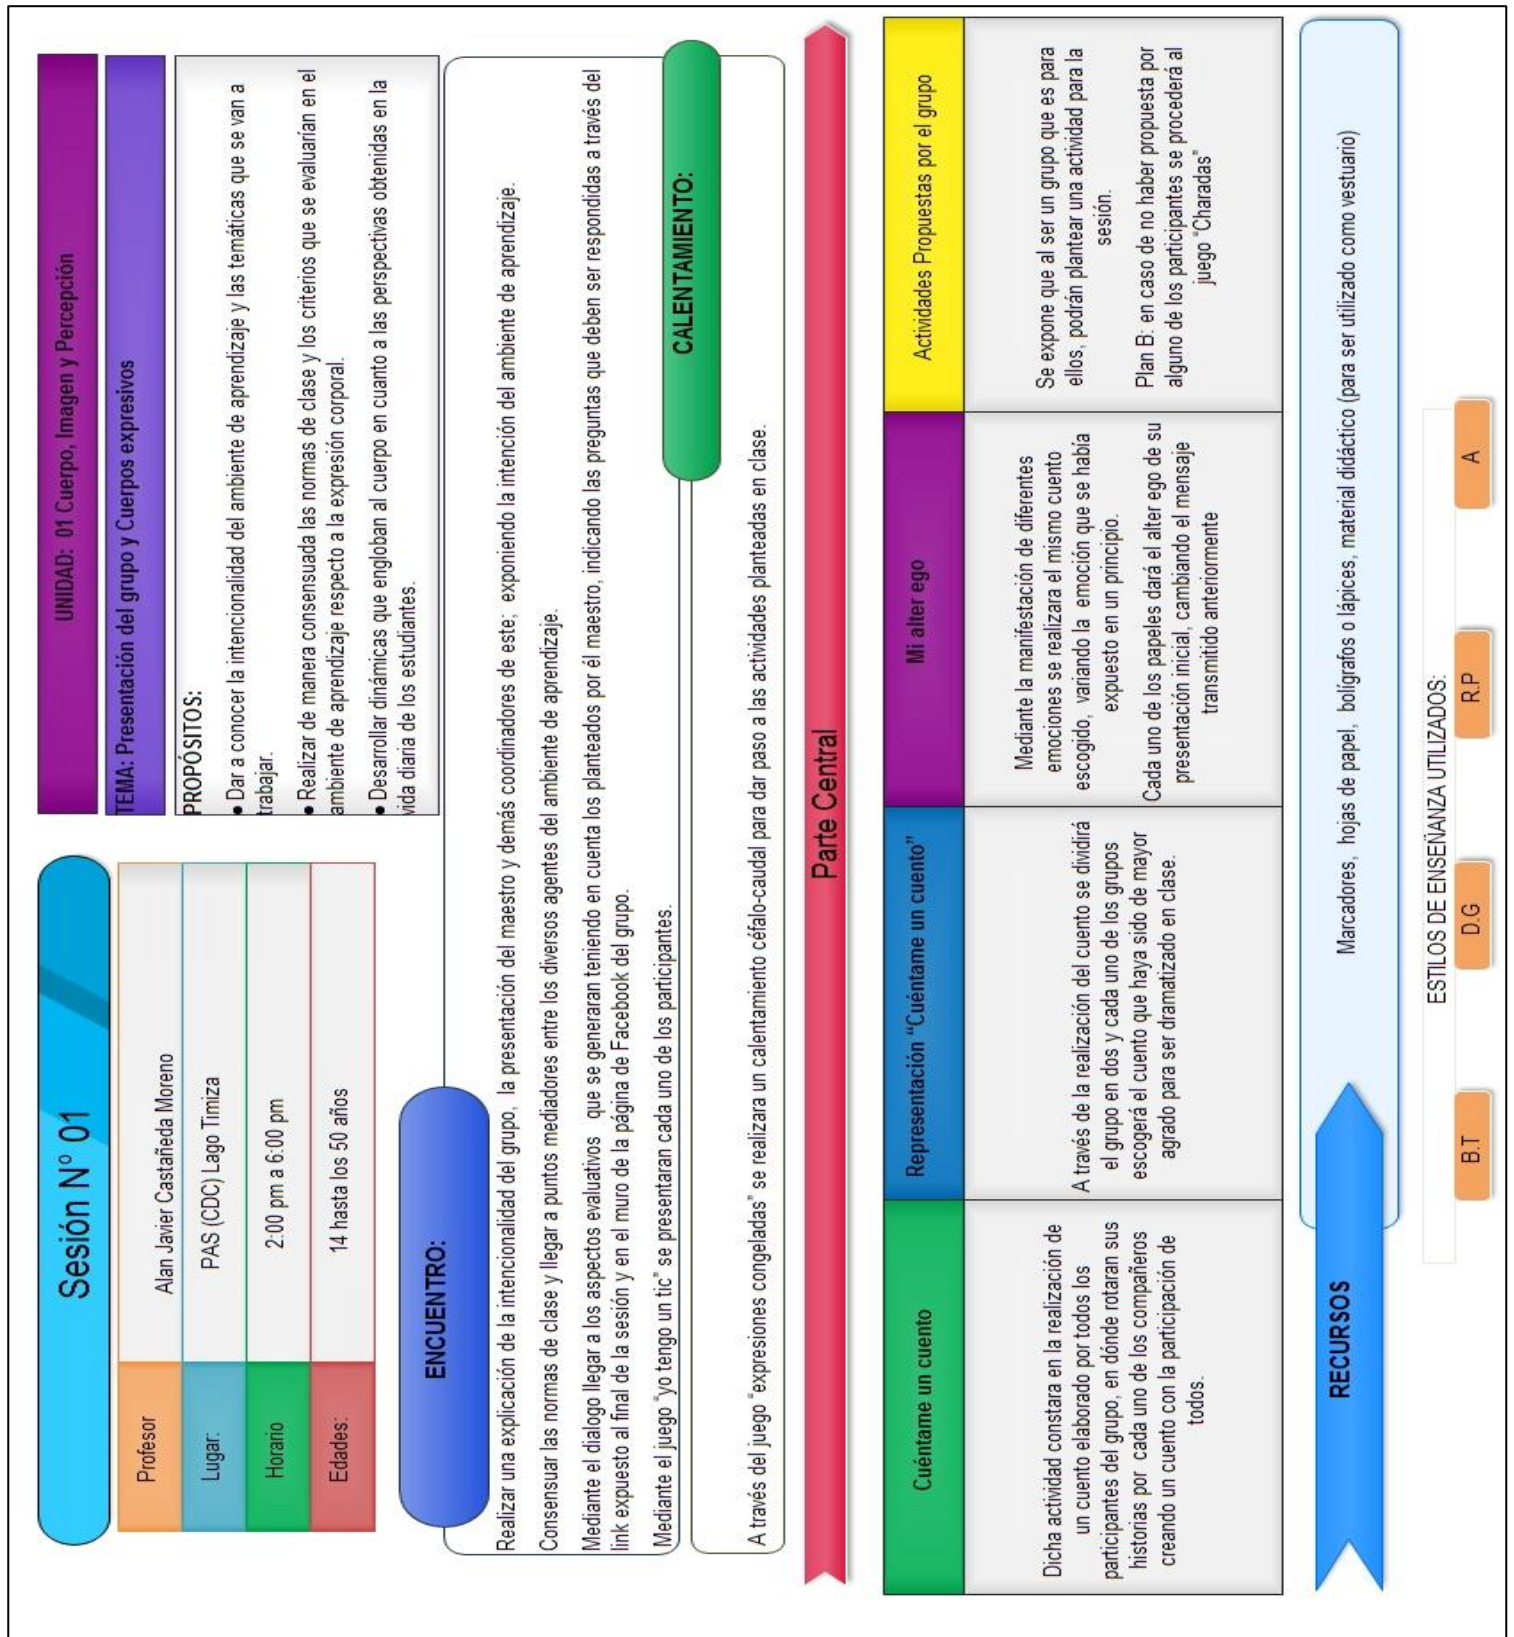 Sesión N° 01
Profesor
Alan Javier Castañeda Moreno
Lugar:
PAS (CDC) Lago Timiza
Horario
2:00 pm a 6:00 pm
Edades:
14 hasta los 50 años
UNIDAD: 01 Cuerpo, Imagen y Percepción
TEMA: Presentación del grupo y Cuerpos expresivos
PROPÓSITOS:
• Dar a conocer la intencionalidad del ambiente de aprendizaje y las temáticas que se van a
trabajar.
• Realizar de manera consensuada las normas de clase y los criterios que se evaluarían en el
ambiente de aprendizaje respecto a la expresión corporal.
• Desarrollar dinámicas que engloban al cuerpo en cuanto a las perspectivas obtenidas en la
vida diaria de los estudiantes.
ENCUENTRO:
Realizar una explicación de la intencionalidad del grupo, la presentación del maestro y demás coordinadores de este; exponiendo la intención del ambiente de aprendizaje.
Consensuar las normas de clase y llegar a puntos mediadores entre los diversos agentes del ambiente de aprendizaje.
Mediante el dialogo llegar a los aspectos evaluativos que se generaran teniendo en cuenta los planteados por él maestro, indicando las preguntas que deben ser respondidas a través del
link expuesto al final de la sesión y en el muro de la página de Facebook del grupo.
Mediante el juego “yo tengo un tic” se presentaran cada uno de los participantes.
CALENTAMIENTO:
A través del juego “expresiones congeladas” se realizara un calentamiento céfalo-caudal para dar paso a las actividades planteadas en clase.
Parte Central
Cuéntame un cuento
Dicha actividad constara en la realización de
un cuento elaborado por todos los
participantes del grupo, en dónde rotaran sus
historias por cada uno de los compañeros
creando un cuento con la participación de
todos.
Representación “Cuéntame un cuento”
A través de la realización del cuento se dividirá
el grupo en dos y cada uno de los grupos
escogerá el cuento que haya sido de mayor
agrado para ser dramatizado en clase.
Mi alter ego
Mediante la manifestación de diferentes
emociones se realizara el mismo cuento
escogido, variando la emoción que se había
expuesto en un principio.
Cada uno de los papeles dará el alter ego de su
presentación inicial, cambiando el mensaje
transmitido anteriormente
Actividades Propuestas por el grupo
Se expone que al ser un grupo que es para
ellos, podrán plantear una actividad para la
sesión.
Plan B: en caso de no haber propuesta por
alguno de los participantes se procederá al
juego “Charadas”
RECURSOS
Marcadores, hojas de papel, bolígrafos o lápices, material didáctico (para ser utilizado como vestuario)
ESTILOS DE ENSEÑANZA UTILIZADOS:
B.T
D.G
R.P
A